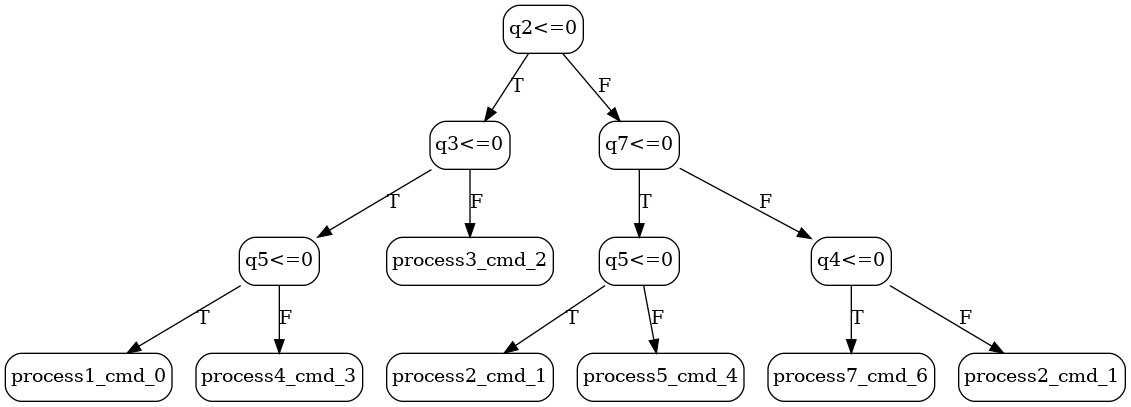 q2<=0
T
F
q3<=0
q7<=0
T
F
T
F
q5<=0
process3_cmd_2
q5<=0
q4<=0
T
F
T
F
T
F
process1_cmd_0
process4_cmd_3
process2_cmd_1
process5_cmd_4
process7_cmd_6
process2_cmd_1